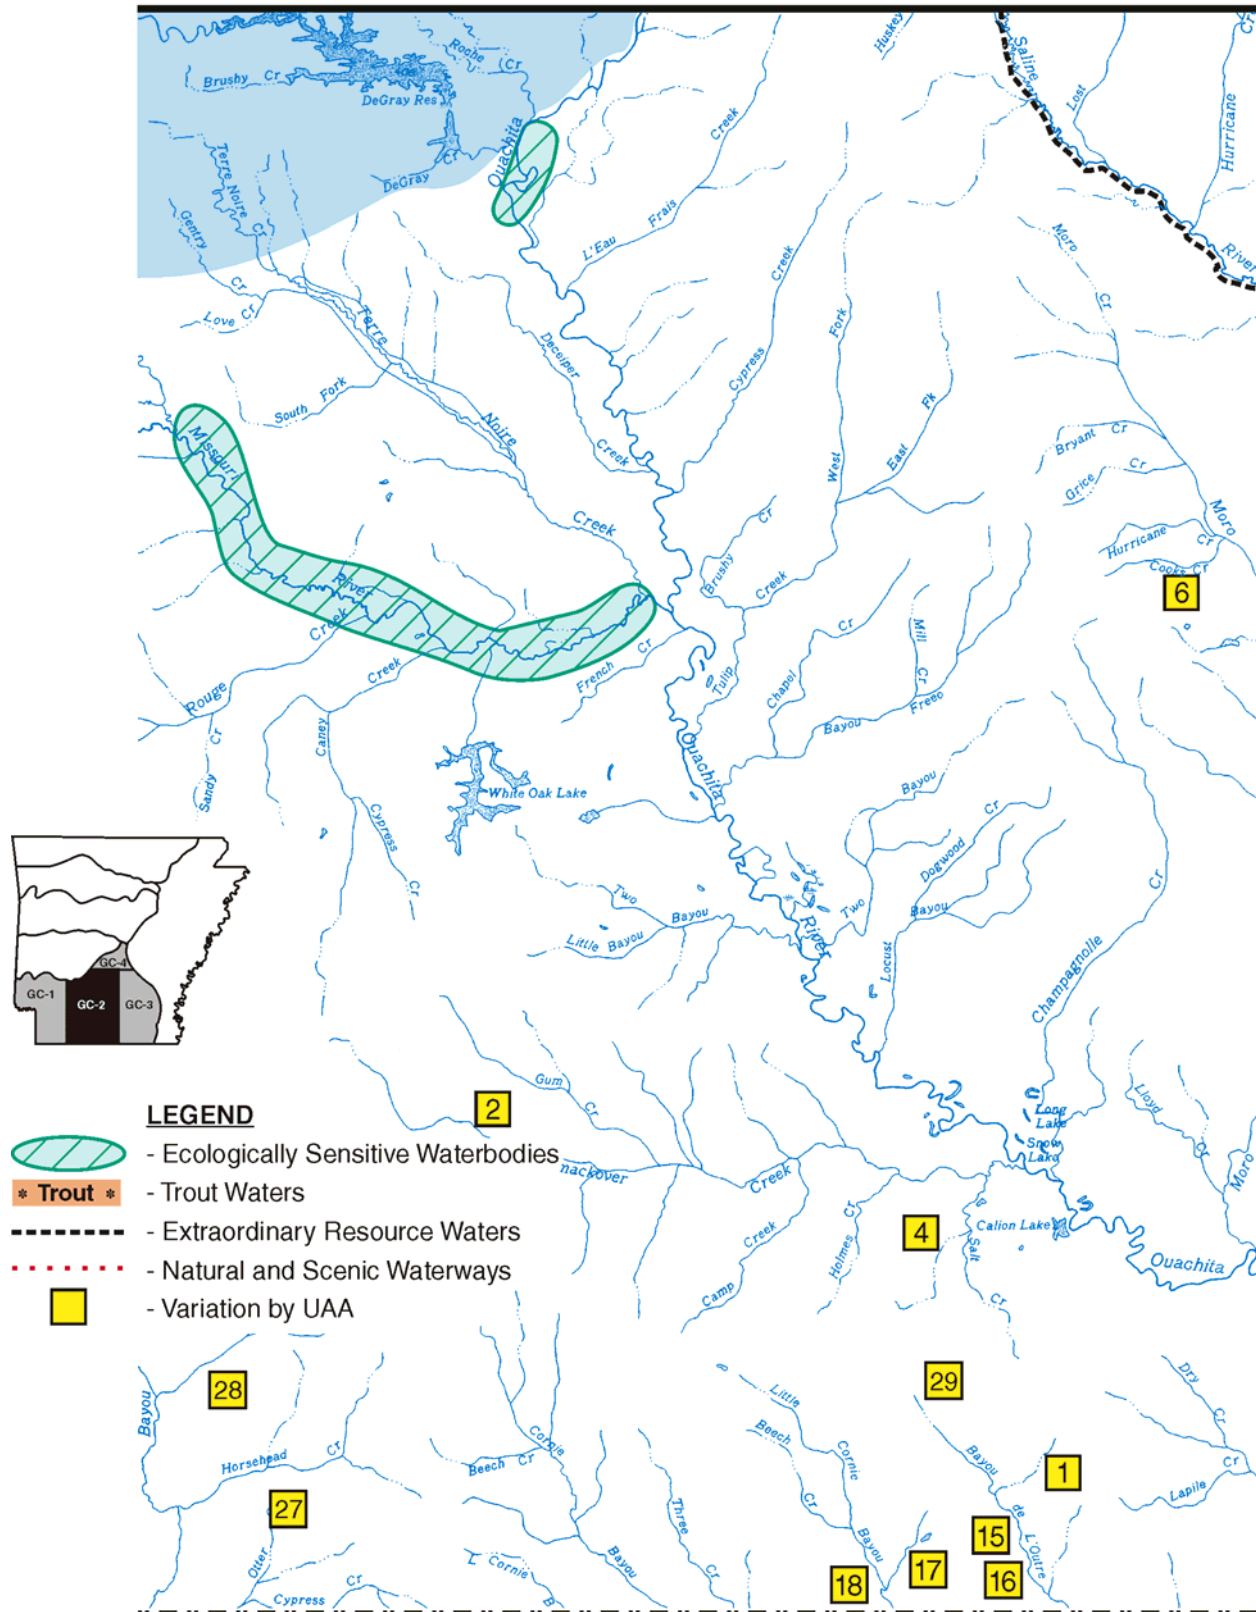 Huskey
Saline
Lost
Cr
Hurricane
River
Roche
Cr
Brushy Cr
DeGray Res
Ouachita
Cr
DeGray
Creek
L'Eau Frais
Terre Noire Cr
Gentry
Cr
Love Cr
Terre
Noire
Creek
South Fork
Deceiper
Creek
Cypress
Creek
Fork
West
East Fk
Moro
Cr
Bryant Cr
Grice Cr
Moro
Hurricane Cr
Cooks Cr
6
Missouri
River
Creek
Rouge
Creek
Brushy
Cr
Creek
Tulip
French Cr
Chapel
Cr
Mill
Cr
Bayou Freeo
Sandy
Cr
Caney
Cypress
Cr
White Oak Lake
Ouachita
River
Bayou
Two
Dogwood
Cr
Bayou
Locust
Two
Bayou
Little Bayou
Champagnolle
Cr
GC-4
GC-1
GC-2
GC-3
Gum
Cr
2
nackover
Creek
Camp
Creek
Holmes
Cr
4
Salt
Cr
Long
Lake
Snow
Lake
Calion Lake
Lloyd
Cr
Moro
Ouachita
LEGEND
- Ecologically Sensitive Waterbodies
* Trout * - Trout Waters
- Extraordinary Resource Waters
- Natural and Scenic Waterways
- Variation by UAA
28
Bayou
Horsehead Cr
27
Otter
Cypress
Cr
Cornie
Beech Cr
Bayou
Cornie
B
Three
Cr
Little
Cornie
Bayou
Beech
Cr
29
Bayou
de
L'Outre
1
15
16
17
18
Dry
Cr
Lapile
Cr